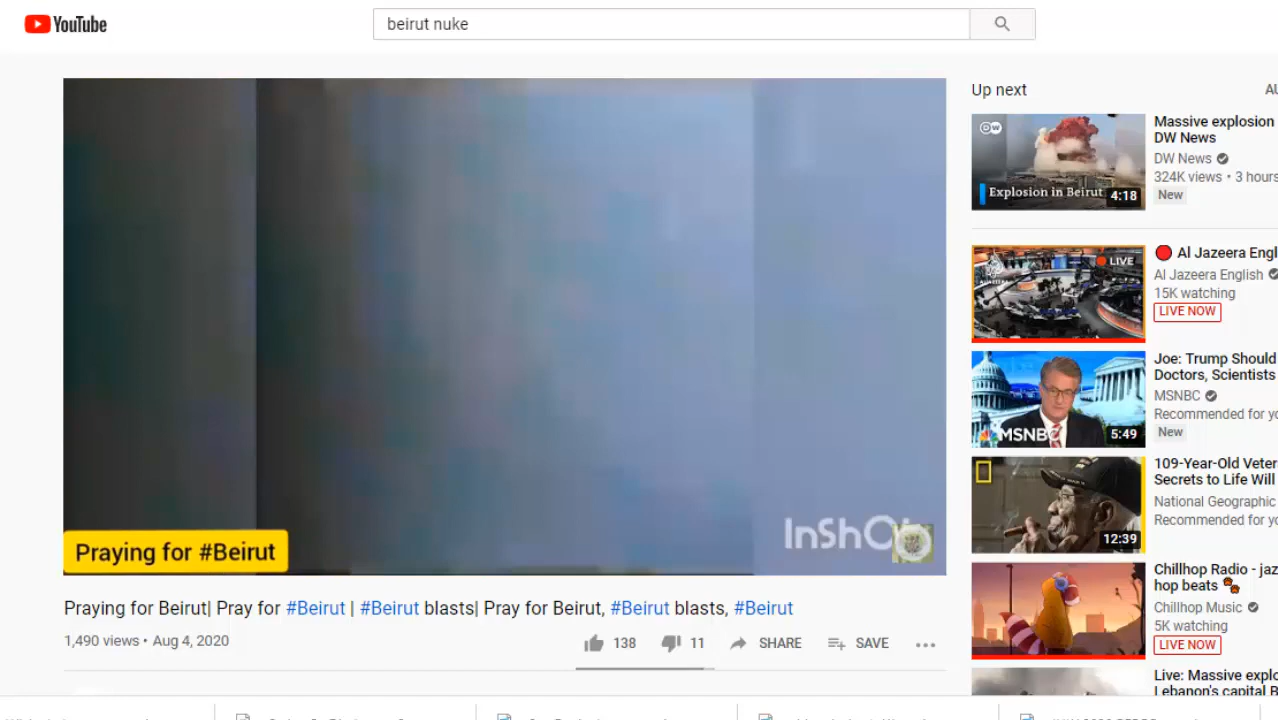 YouTube
beirut nuke
Praying for #Beirut
InShO
Praying for Beirut| Pray for #Beirut | #Beirut blasts| Pray for Beirut, #Beirut blasts, #Beirut
1,490 views • Aug 4, 2020
138
11
SHARE
SAVE
Up next
DW
Explosion in Beirut
4:18
Massive explosion
DW News
DW News
324K views • 3 hours
New
LIVE
Al Jazeera Engl
Al Jazeera English
15K watching
LIVE NOW
MSNBC
5:49
Joe: Trump Should
Doctors, Scientists
MSNBC
Recommended for yo
New
12:39
109-Year-Old Veter
Secrets to Life Will
National Geographic
Recommended for yo
Chillhop Radio - jaz
hop beats
Chillhop Music
5K watching
LIVE NOW
Live: Massive explo
Lebanon's capital B